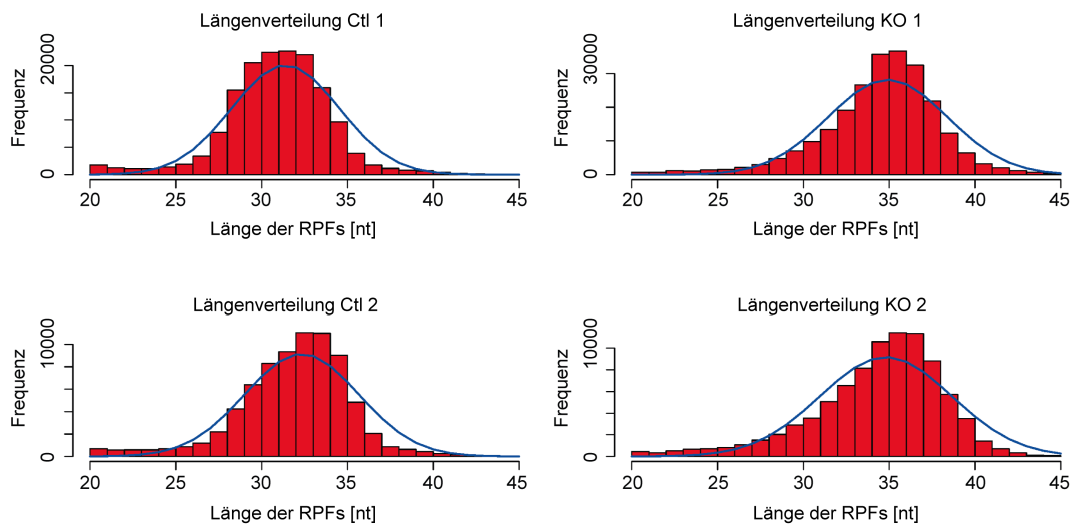 Längenverteilung Ctl 1
Frequenz
20000
0
20 25 30 35 40 45
Länge der RPFs [nt]
Längenverteilung KO 1
Frequenz
30000
0
20 25 30 35 40 45
Länge der RPFs [nt]
Längenverteilung Ctl 2
Frequenz
10000
0
20 25 30 35 40 45
Länge der RPFs [nt]
Längenverteilung KO 2
Frequenz
10000
0
20 25 30 35 40 45
Länge der RPFs [nt]